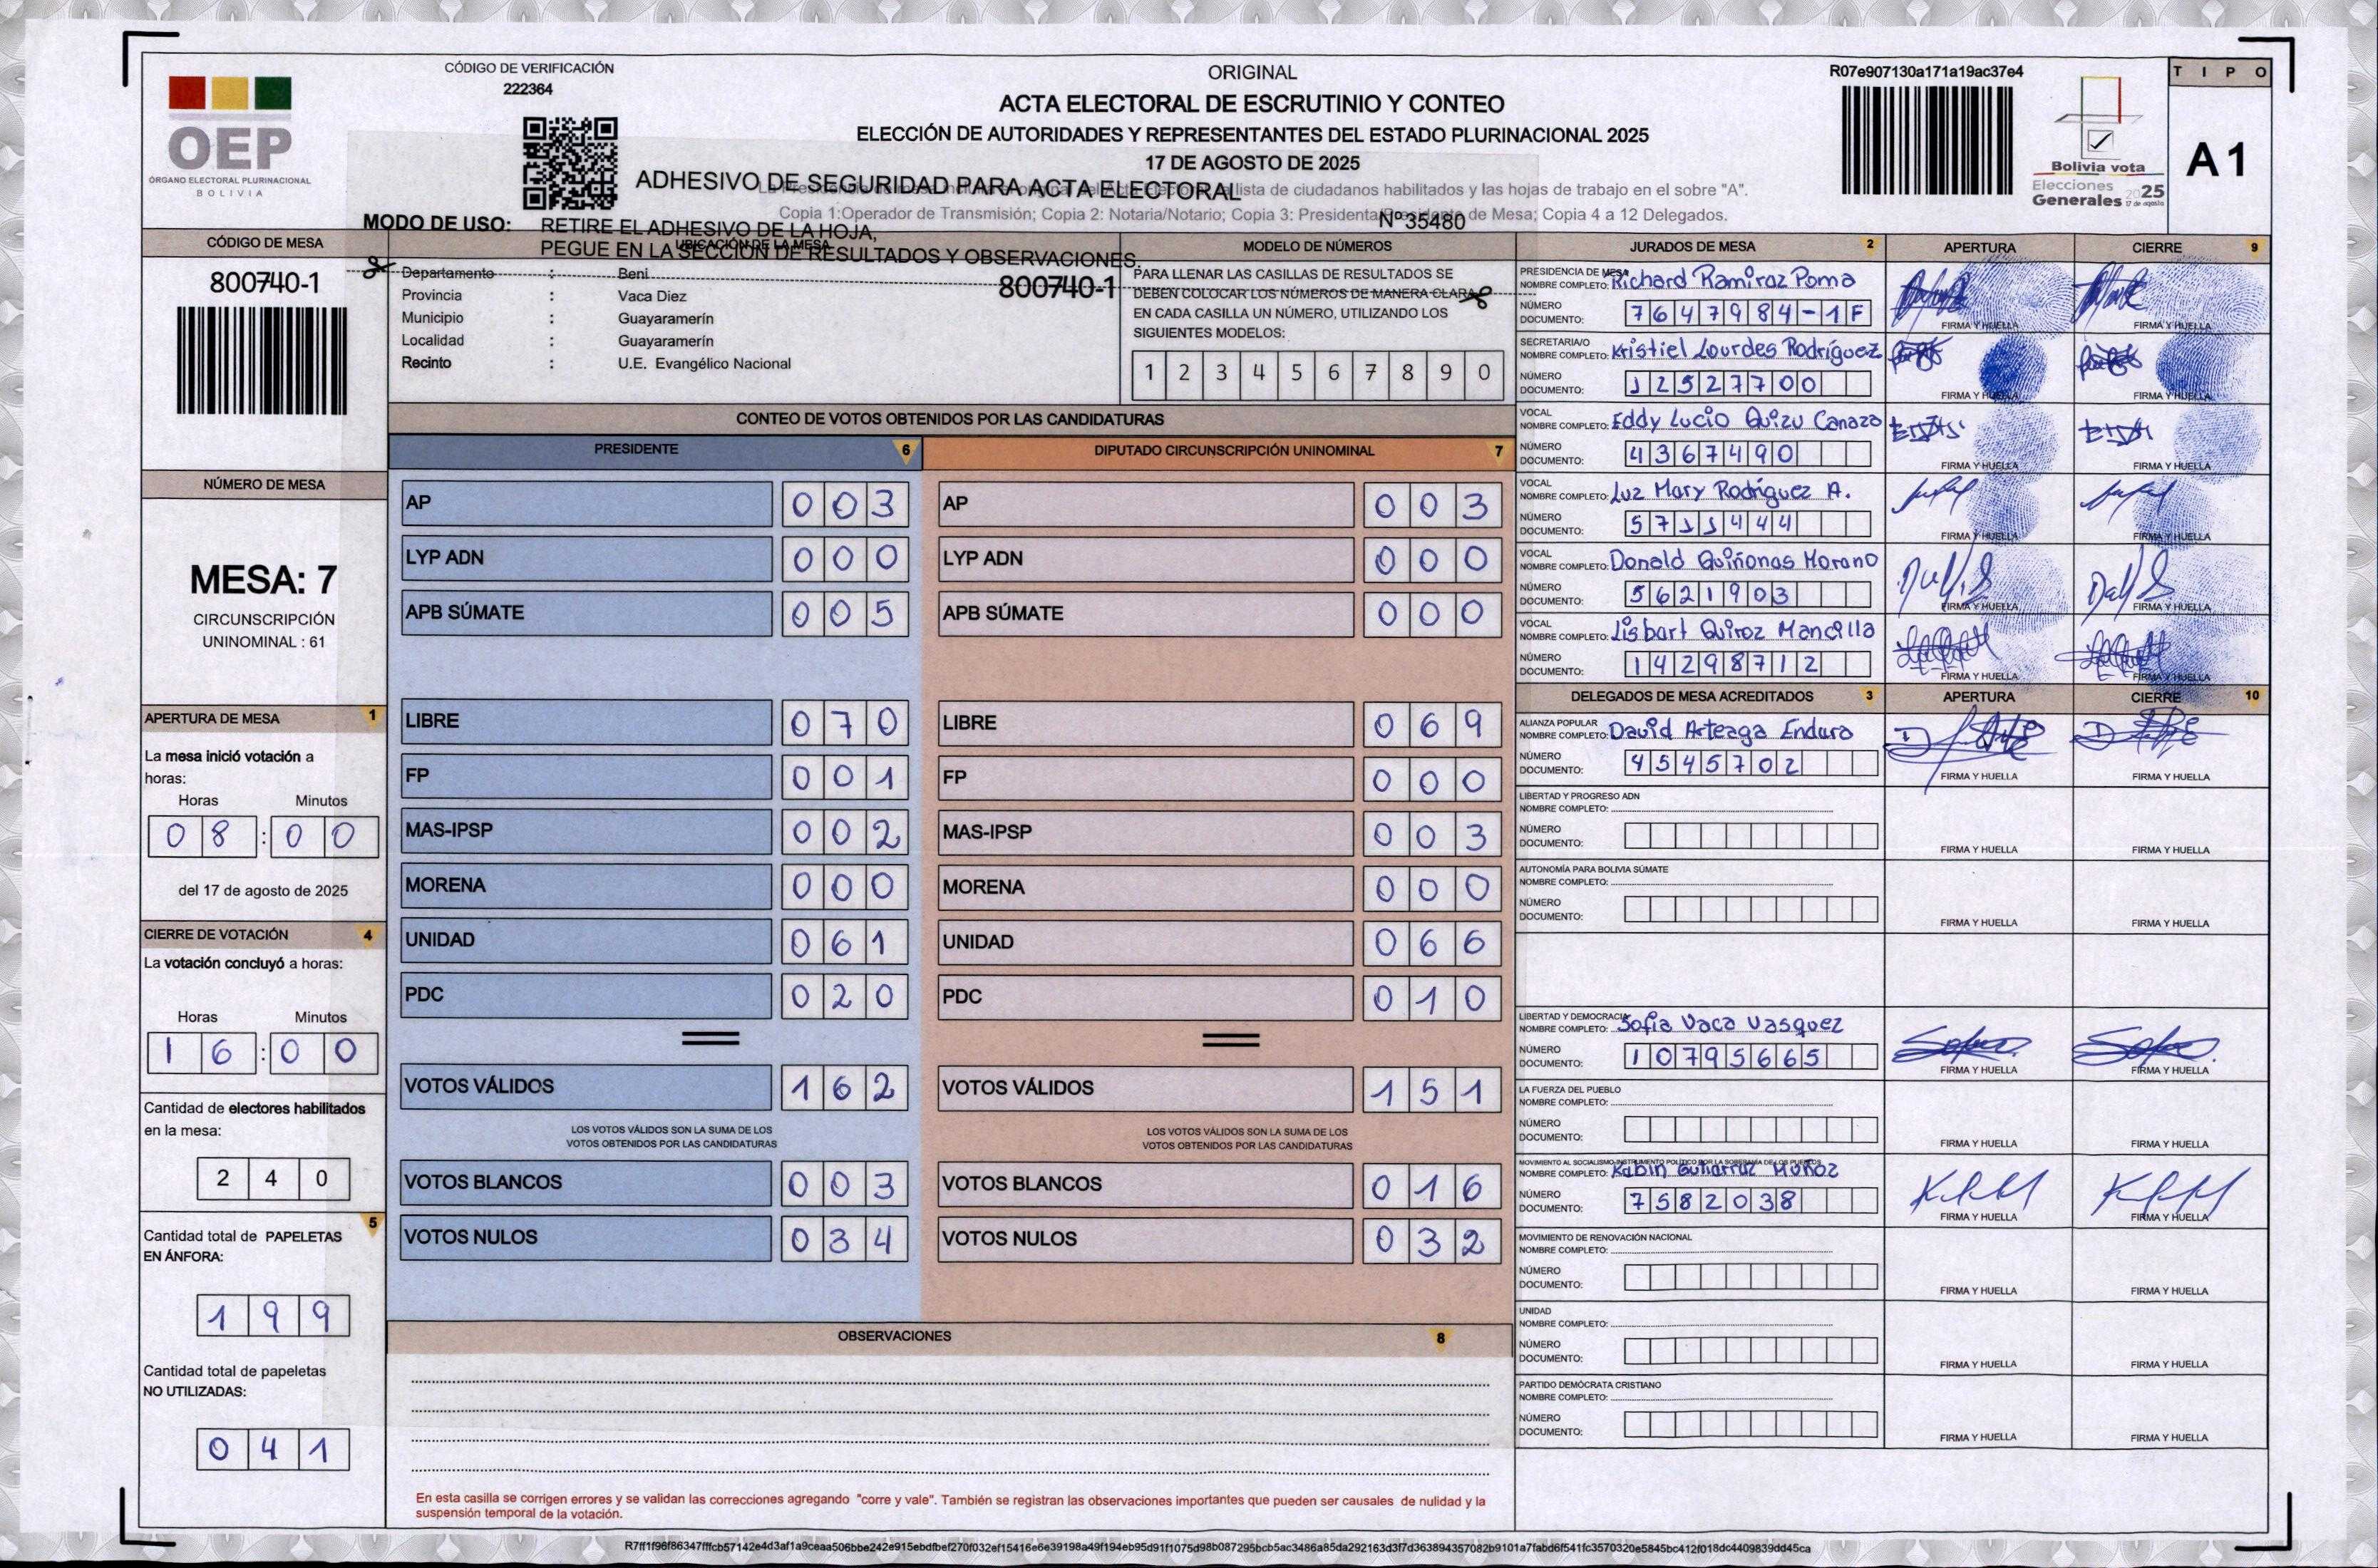 CÓDIGO DE VERIFICACIÓN
222364
OEP
ÓRGANO ELECTORAL PLURINACIONAL
BOLIVIA
ORIGINAL
ACTA ELECTORAL DE ESCRUTINIO Y CONTEO
ELECCIÓN DE AUTORIDADES Y REPRESENTANTES DEL ESTADO PLURINACIONAL 2025
17 DE AGOSTO DE 2025
lista de ciudadanos habilitados y las hojas de trabajo en el sobre "A".
Copia 1:Operador de Transmisión; Copia 2: Notaria/Notario; Copia 3: Presidenta/Presidente de Mesa; Copia 4 a 12 Delegados.
ADHESIVO DE SEGURIDAD PARA ACTA ELECTORAL
Nº 35480
MODO DE USO: RETIRE EL ADHESIVO DE LA HOJA,
PEGUE EN LA SECCIÓN DE RESULTADOS Y OBSERVACIONES.
800740-1
R07e907130a171a19ac37e4
Bolivia vota
Elecciones
Generales 2025
17 de agosto
TIPO
A1
CÓDIGO DE MESA
800740-1
UBICACIÓN DE LA MESA
Departamento : Beni
Provincia : Vaca Diez
Municipio : Guayaramerín
Localidad : Guayaramerín
Recinto : U.E. Evangélico Nacional
MODELO DE NÚMEROS
PARA LLENAR LAS CASILLAS DE RESULTADOS SE
DEBEN COLOCAR LOS NÚMEROS DE MANERA CLARA
EN CADA CASILLA UN NÚMERO, UTILIZANDO LOS
SIGUIENTES MODELOS:
1 2 3 4 5 6 7 8 9 0
NÚMERO DE MESA
MESA: 7
CIRCUNSCRIPCIÓN
UNINOMINAL : 61
APERTURA DE MESA 1
La mesa inició votación a
horas:
Horas Minutos
08:00
del 17 de agosto de 2025
CIERRE DE VOTACIÓN 4
La votación concluyó a horas:
Horas Minutos
16:00
Cantidad de electores habilitados
en la mesa:
240
5
Cantidad total de PAPELETAS
EN ÁNFORA:
199
Cantidad total de papeletas
NO UTILIZADAS:
041
CONTEO DE VOTOS OBTENIDOS POR LAS CANDIDATURAS
PRESIDENTE 6
AP 003
LYP ADN 000
APB SÚMATE 005
LIBRE 070
FP 001
MAS-IPSP 002
MORENA 000
UNIDAD 061
PDC 020
VOTOS VÁLIDOS 162
LOS VOTOS VÁLIDOS SON LA SUMA DE LOS
VOTOS OBTENIDOS POR LAS CANDIDATURAS
VOTOS BLANCOS 003
VOTOS NULOS 034
DIPUTADO CIRCUNSCRIPCIÓN UNINOMINAL 7
AP 003
LYP ADN 000
APB SÚMATE 000
LIBRE 069
FP 000
MAS-IPSP 003
MORENA 000
UNIDAD 066
PDC 010
VOTOS VÁLIDOS 151
LOS VOTOS VÁLIDOS SON LA SUMA DE LOS
VOTOS OBTENIDOS POR LAS CANDIDATURAS
VOTOS BLANCOS 016
VOTOS NULOS 032
OBSERVACIONES 8
En esta casilla se corrigen errores y se validan las correcciones agregando "corre y vale". También se registran las observaciones importantes que pueden ser causales de nulidad y la
suspensión temporal de la votación.
JURADOS DE MESA 2 APERTURA CIERRE 9
PRESIDENCIA DE MESA
NOMBRE COMPLETO: Richard Ramiraz Poma
NÚMERO
DOCUMENTO: 7647984-1F
FIRMA Y HUELLA FIRMA Y HUELLA
SECRETARIA/O
NOMBRE COMPLETO: Kristiel Lourdes Rodríguez
NÚMERO
DOCUMENTO: 12527700
FIRMA Y HUELLA FIRMA Y HUELLA
VOCAL
NOMBRE COMPLETO: Eddy Lucio Quizu Canaza
NÚMERO
DOCUMENTO: 4367490
FIRMA Y HUELLA FIRMA Y HUELLA
VOCAL
NOMBRE COMPLETO: Luz Mary Rodríguez A.
NÚMERO
DOCUMENTO: 5711444
FIRMA Y HUELLA FIRMA Y HUELLA
VOCAL
NOMBRE COMPLETO: Donald Quiñonas Morano
NÚMERO
DOCUMENTO: 5621903
FIRMA Y HUELLA FIRMA Y HUELLA
VOCAL
NOMBRE COMPLETO: Lisbart Quiroz Mancilla
NÚMERO
DOCUMENTO: 14298712
FIRMA Y HUELLA FIRMA Y HUELLA
DELEGADOS DE MESA ACREDITADOS 3 APERTURA CIERRE 10
ALIANZA POPULAR
NOMBRE COMPLETO: David Arteaga Endara
NÚMERO
DOCUMENTO: 4545702
FIRMA Y HUELLA FIRMA Y HUELLA
LIBERTAD Y PROGRESO ADN
NOMBRE COMPLETO:
NÚMERO
DOCUMENTO:
FIRMA Y HUELLA FIRMA Y HUELLA
AUTONOMÍA PARA BOLIVIA SÚMATE
NOMBRE COMPLETO:
NÚMERO
DOCUMENTO:
FIRMA Y HUELLA FIRMA Y HUELLA
LIBERTAD Y DEMOCRACIA
NOMBRE COMPLETO: Sofia Vaca Vasquez
NÚMERO
DOCUMENTO: 10795665
FIRMA Y HUELLA FIRMA Y HUELLA
LA FUERZA DEL PUEBLO
NOMBRE COMPLETO:
NÚMERO
DOCUMENTO:
FIRMA Y HUELLA FIRMA Y HUELLA
MOVIMIENTO AL SOCIALISMO-INSTRUMENTO POLÍTICO POR LA SOBERANÍA DE LOS PUEBLOS
NOMBRE COMPLETO: Kabin Gutiarruz Muñoz
NÚMERO
DOCUMENTO: 7582038
FIRMA Y HUELLA FIRMA Y HUELLA
MOVIMIENTO DE RENOVACIÓN NACIONAL
NOMBRE COMPLETO:
NÚMERO
DOCUMENTO:
FIRMA Y HUELLA FIRMA Y HUELLA
UNIDAD
NOMBRE COMPLETO:
NÚMERO
DOCUMENTO:
FIRMA Y HUELLA FIRMA Y HUELLA
PARTIDO DEMÓCRATA CRISTIANO
NOMBRE COMPLETO:
NÚMERO
DOCUMENTO:
FIRMA Y HUELLA FIRMA Y HUELLA